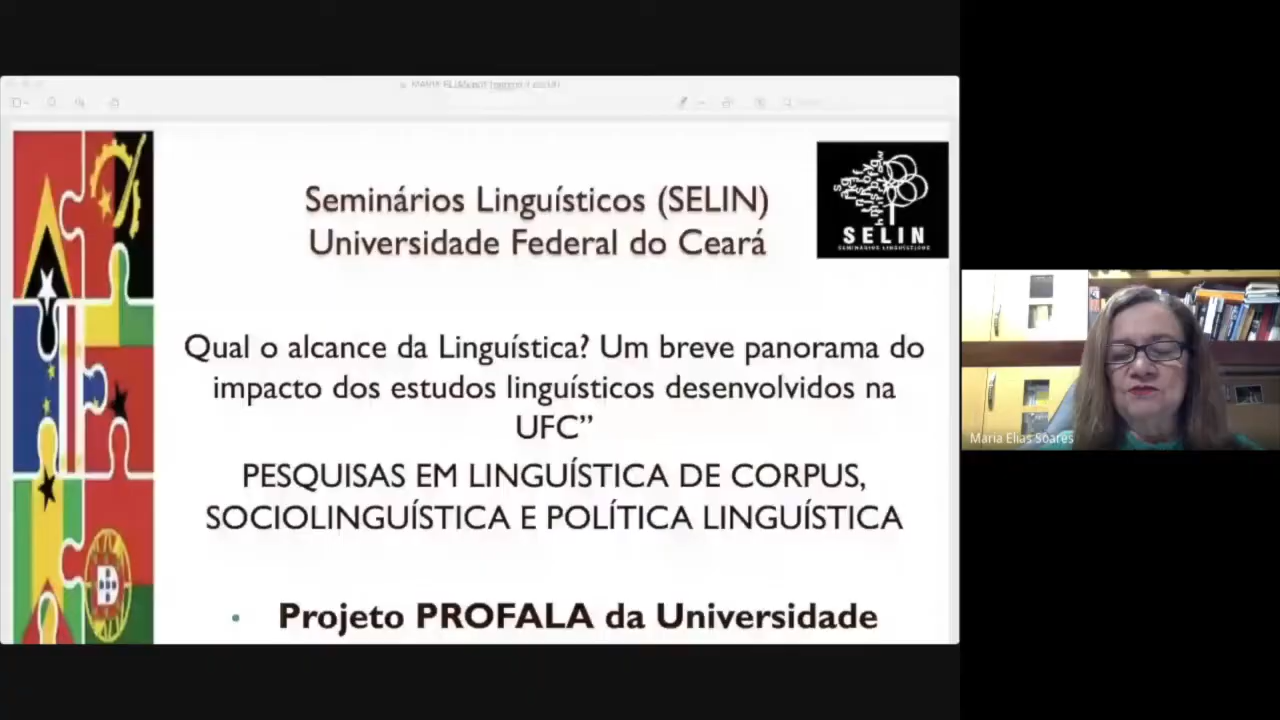 Seminários Linguísticos (SELIN)
Universidade Federal do Ceará
SELIN
SEMINÁRIOS LINGUÍSTICOS
Qual o alcance da Linguística? Um breve panorama do
impacto dos estudos linguísticos desenvolvidos na
UFC”
PESQUISAS EM LINGUÍSTICA DE CORPUS,
SOCIOLINGUÍSTICA E POLÍTICA LINGUÍSTICA
• Projeto PROFALA da Universidade
Maria Elias Soares